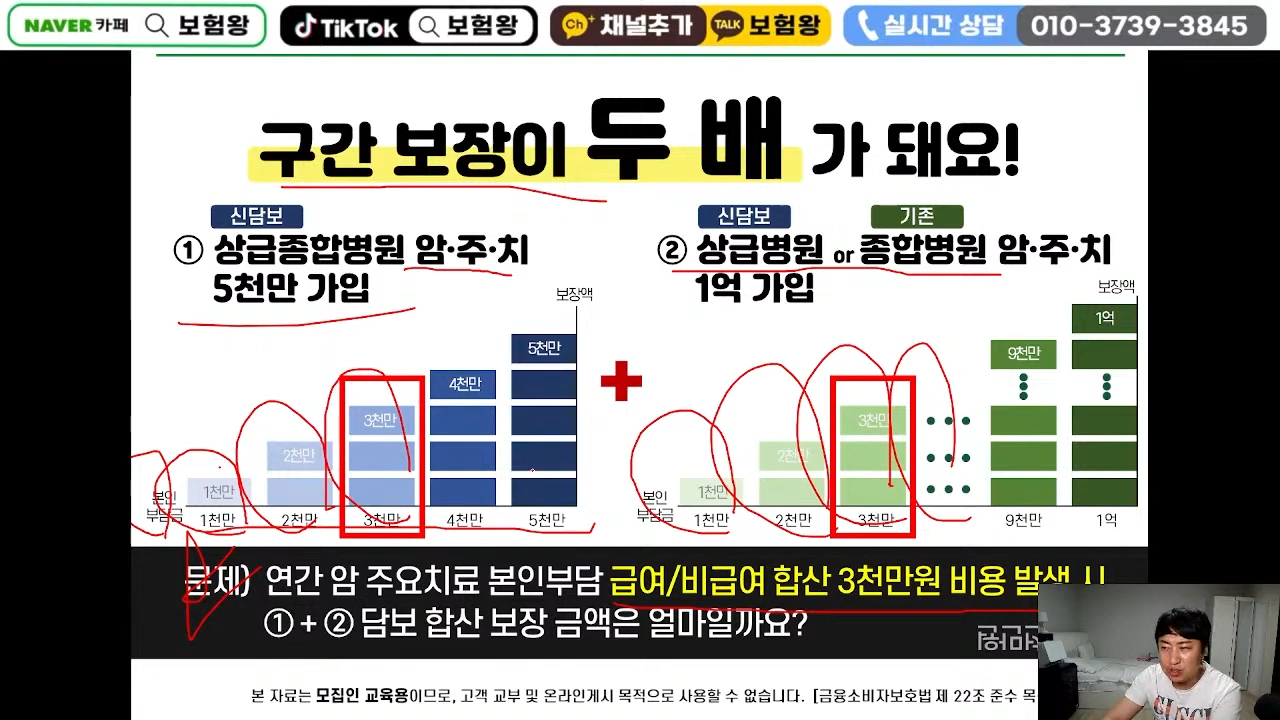 NAVER 카페 보험왕 TikTok 보험왕 Ch+ 채널추가 TALK 보험왕 실시간 상담 010-3739-3845
구간 보장이 두 배 가 돼요!
신담보
① 상급종합병원 암·주·치
5천만 가입
보장액
5천만
4천만
3천만
2천만
1천만
본인
부담금
1천만 2천만 3천만 4천만 5천만
신담보 기존
② 상급병원 or 종합병원 암·주·치
1억 가입
보장액
1억
9천만
3천만
2천만
1천만
본인
부담금
1천만 2천만 3천만 9천만 1억
문제) 연간 암 주요치료 본인부담 급여/비급여 합산 3천만원 비용 발생 시
① + ② 담보 합산 보장 금액은 얼마일까요?
본 자료는 모집인 교육용이므로, 고객 교부 및 온라인게시 목적으로 사용할 수 없습니다. [금융소비자보호법 제 22조 준수
GUCCI